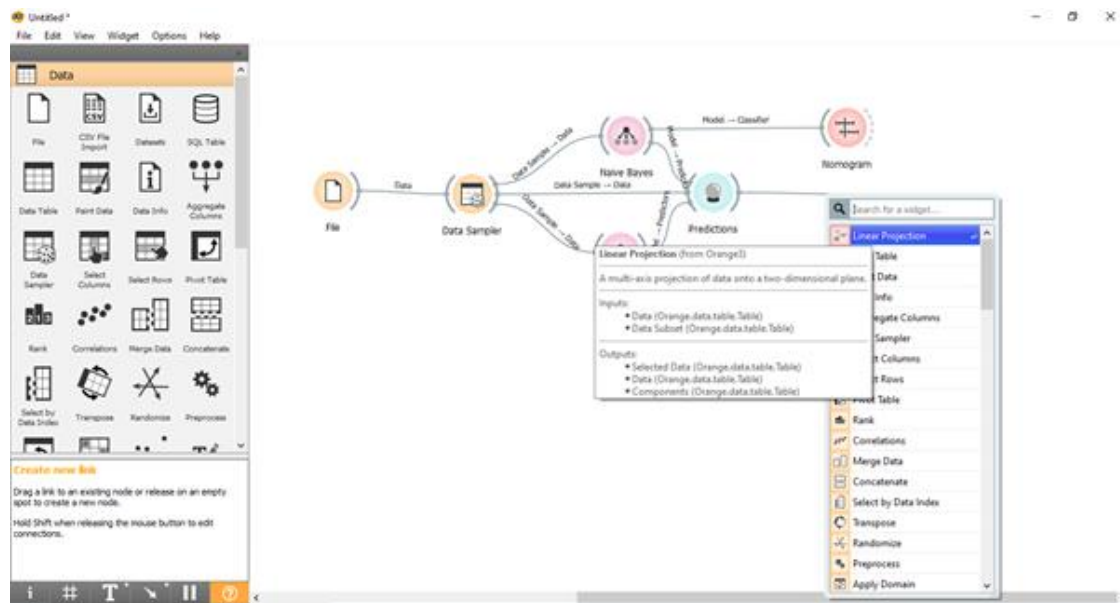 Untitled *
File Edit View Widget Options Help
Data
File
CSV File Import
Datasets
SQL Table
Data Table
Paint Data
Data Info
Aggregate Columns
Data Sampler
Select Columns
Select Rows
Pivot Table
Rank
Correlations
Merge Data
Concatenate
Select by Data Index
Transpose
Randomize
Preprocess
Create new link
Drag a link to an existing node or release on an empty
spot to create a new node.
Hold Shift when releasing the mouse button to edit
connections.
File
Data
Data Sampler
Data Sample → Data
Data Sample → Data
Data Sample → Data
Naive Bayes
Model → Classifier
Model → Predictors
Nomogram
Predictions
Linear Projection (from Orange3)
A multi-axis projection of data onto a two-dimensional plane.
Inputs:
Data (Orange.data.table.Table)
Data Subset (Orange.data.table.Table)
Outputs:
Selected Data (Orange.data.table.Table)
Data (Orange.data.table.Table)
Components (Orange.data.table.Table)
Search for a widget...
Linear Projection
Table
Data
Info
egate Columns
Sampler
t Columns
t Rows
Pivot Table
Rank
Correlations
Merge Data
Concatenate
Select by Data Index
Transpose
Randomize
Preprocess
Apply Domain